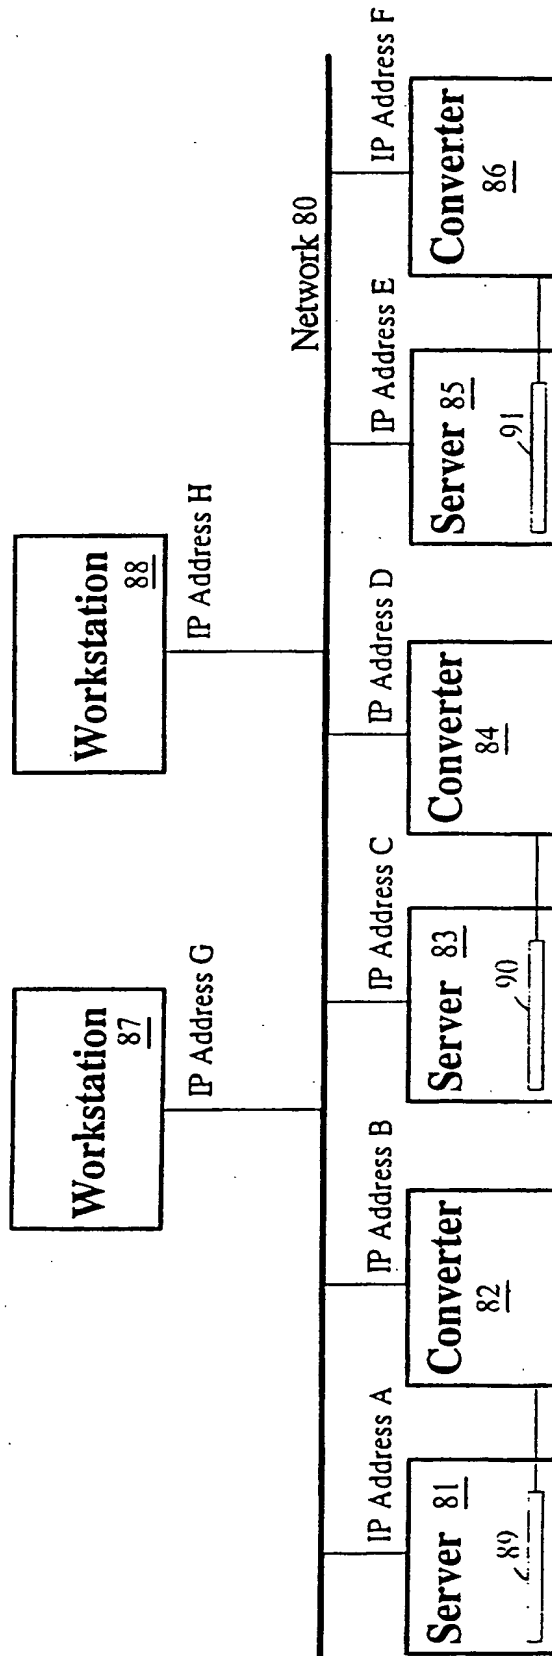 Workstation
87
IP Address G
Workstation
88
IP Address H
Network 80
IP Address A
Server 81
89
IP Address B
Converter
82
IP Address C
Server 83
90
IP Address D
Converter
84
IP Address E
Server 85
91
IP Address F
Converter
86